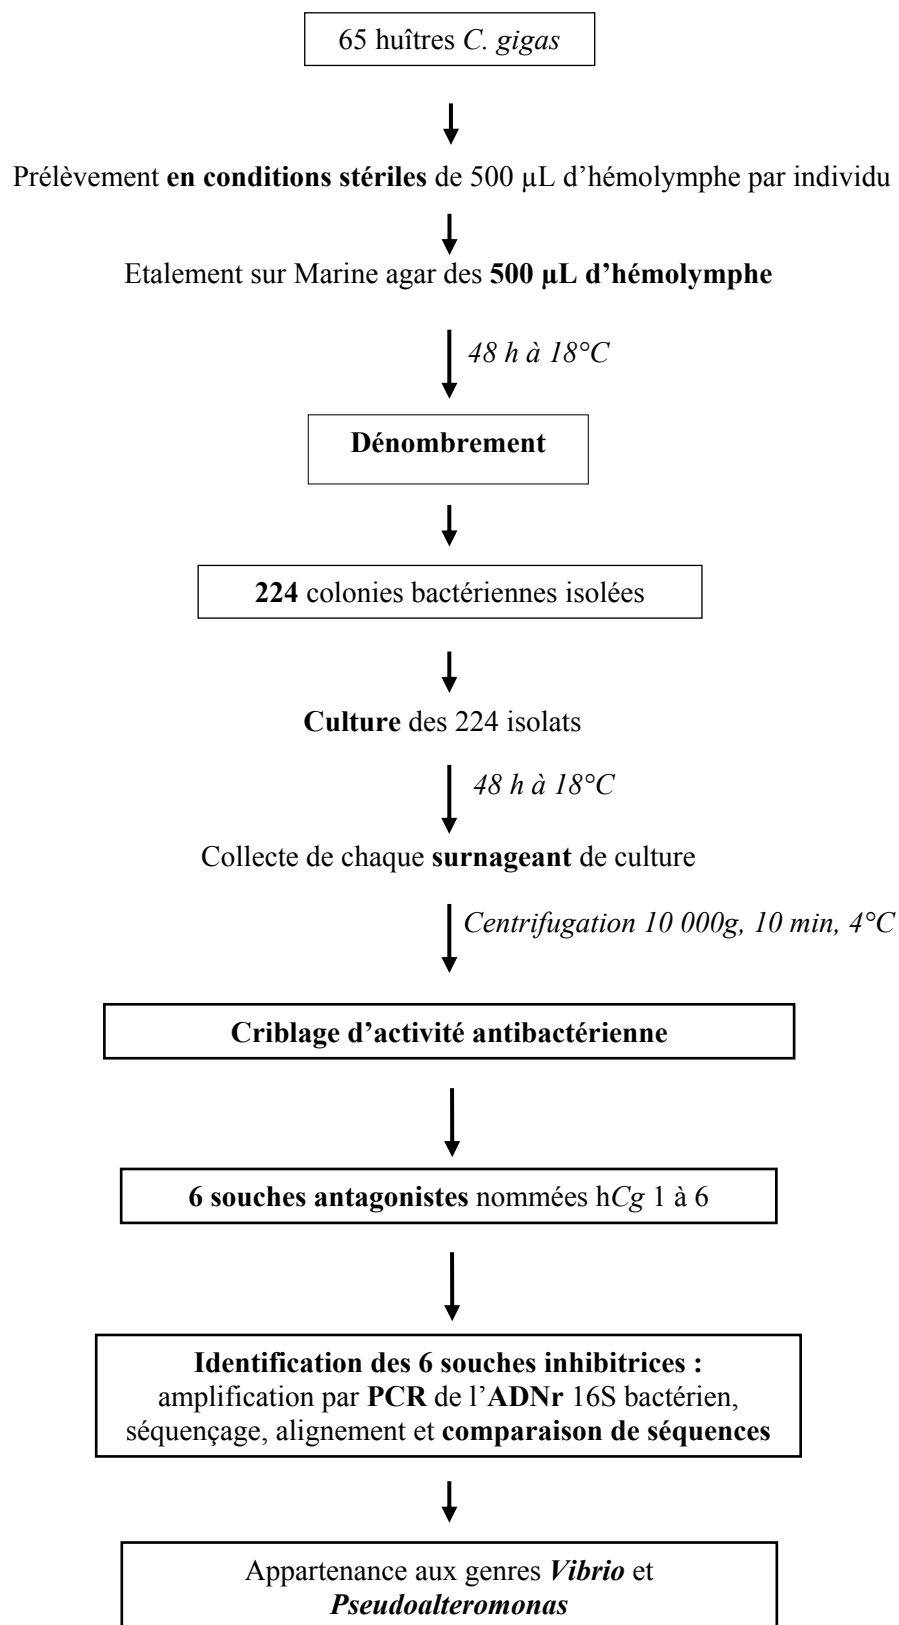 65 huîtres C. gigas
Prélèvement en conditions stériles de 500 µL d’hémolymphe par individu
Etalement sur Marine agar des 500 µL d’hémolymphe
48 h à 18°C
Dénombrement
224 colonies bactériennes isolées
Culture des 224 isolats
48 h à 18°C
Collecte de chaque surnageant de culture
Centrifugation 10 000g, 10 min, 4°C
Criblage d’activité antibactérienne
6 souches antagonistes nommées hCg 1 à 6
Identification des 6 souches inhibitrices :
amplification par PCR de l’ADNr 16S bactérien,
séquençage, alignement et comparaison de séquences
Appartenance aux genres Vibrio et
Pseudoalteromonas